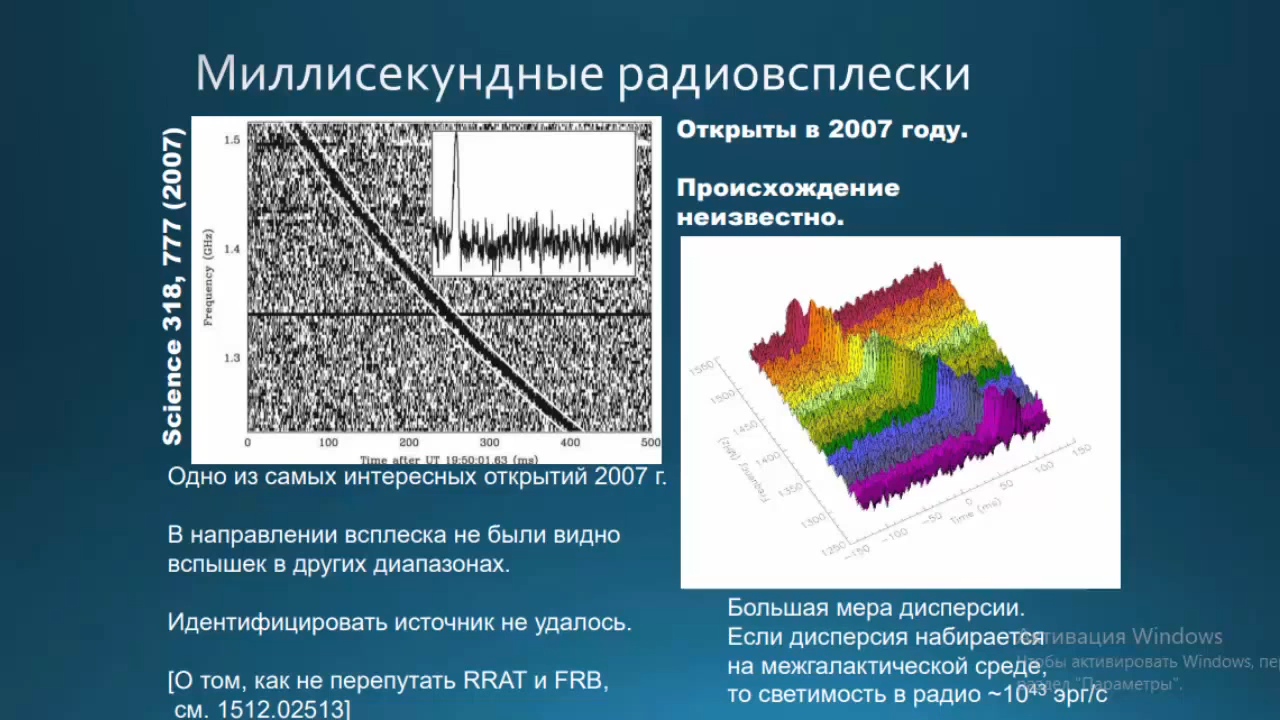 Миллисекундные радиовсплески
Science 318, 777 (2007)
1.5
1.4
1.3
Frequency (GHz)
0 100 200 300 400 500
Time after UT 19:50:01.63 (ms)
Открыты в 2007 году.
Происхождение
неизвестно.
1550
1500
1450
1400
1350
1300
1250
Frequency (MHz)
-150 -100 -50 0 50 100 150
Time (ms)
Одно из самых интересных открытий 2007 г.
В направлении всплеска не были видно
вспышек в других диапазонах.
Идентифицировать источник не удалось.
[О том, как не перепутать RRAT и FRB,
см. 1512.02513]
Большая мера дисперсии.
Если дисперсия набирается
на межгалактической среде,
то светимость в радио ~10⁴³ эрг/с
Активация Windows
Чтобы активировать Windows, пе
раздел "Параметры".